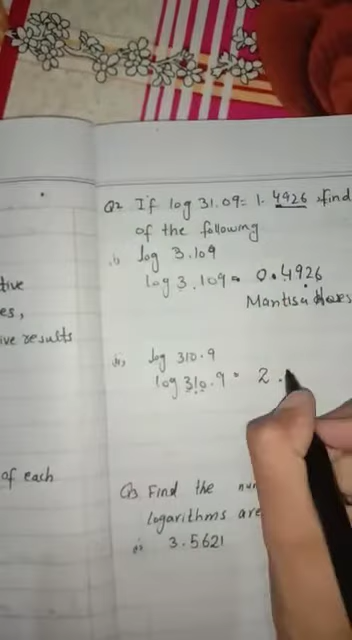 Q2 If log 31.09 = 1.4926, find
of the following
i) log 3.109
log 3.109 = 0.4926
Mantisa does
tive
es,
ive results
ii) log 310.9
log 310.9 = 2.
of each
Q3 Find the
logarithms are
i) 3.5621